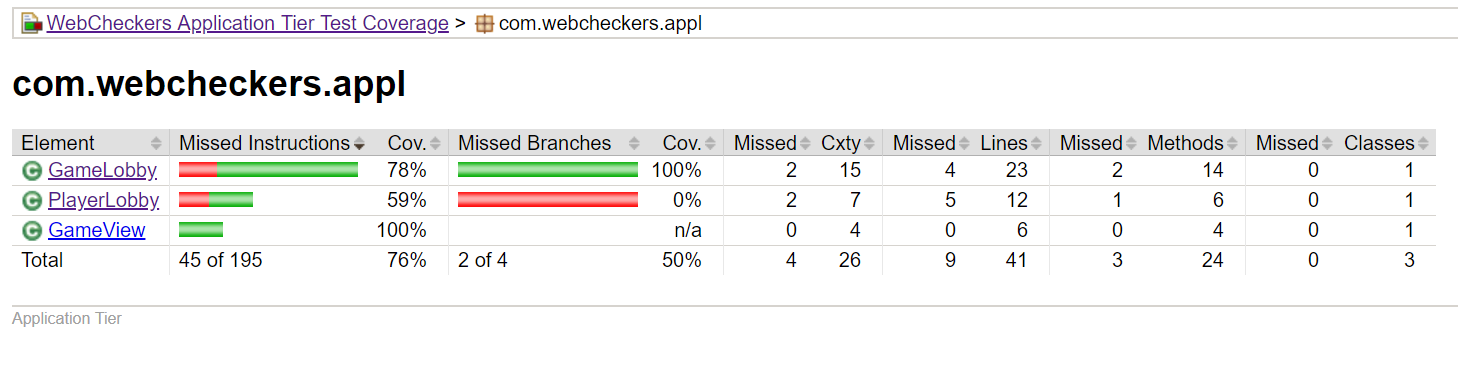 WebCheckers Application Tier Test Coverage > com.webcheckers.appl
com.webcheckers.appl
Element Missed Instructions Cov. Missed Branches Cov. Missed Cxty Missed Lines Missed Methods Missed Classes
C GameLobby 78% 100% 2 15 4 23 2 14 0 1
C PlayerLobby 59% 0% 2 7 5 12 1 6 0 1
C GameView 100% n/a 0 4 0 6 0 4 0 1
Total 45 of 195 76% 2 of 4 50% 4 26 9 41 3 24 0 3
Application Tier